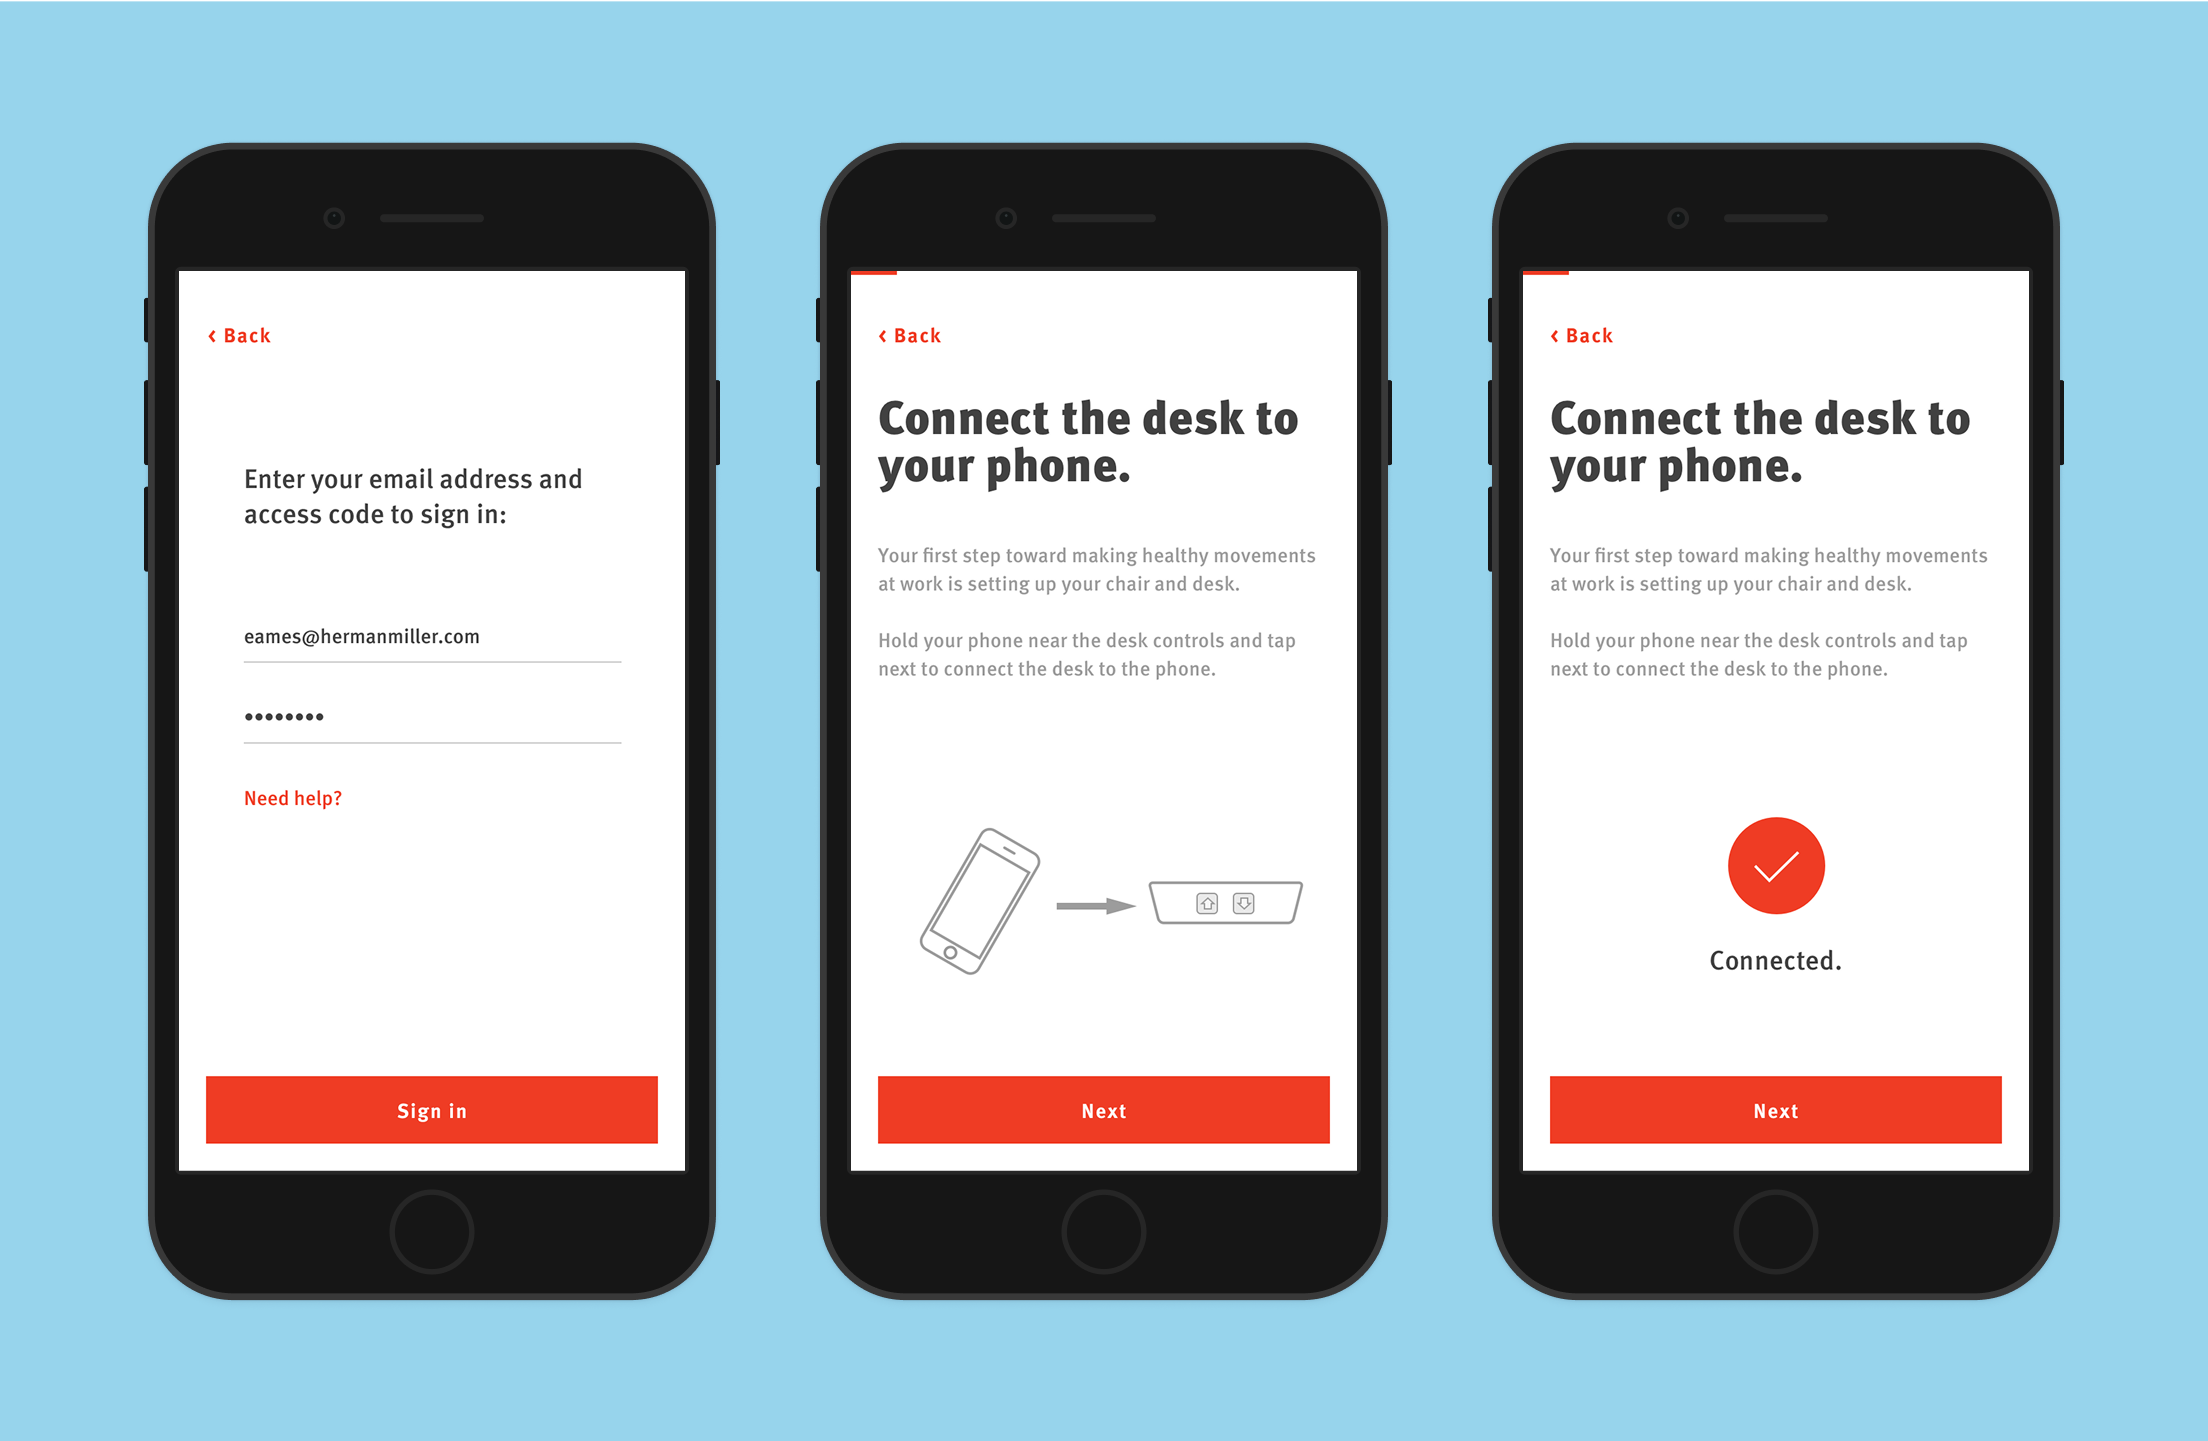 ‹ Back
Enter your email address and
access code to sign in:
eames@hermanmiller.com
••••••••
Need help?
Sign in
‹ Back
Connect the desk to
your phone.
Your first step toward making healthy movements
at work is setting up your chair and desk.
Hold your phone near the desk controls and tap
next to connect the desk to the phone.
Next
‹ Back
Connect the desk to
your phone.
Your first step toward making healthy movements
at work is setting up your chair and desk.
Hold your phone near the desk controls and tap
next to connect the desk to the phone.
Connected.
Next